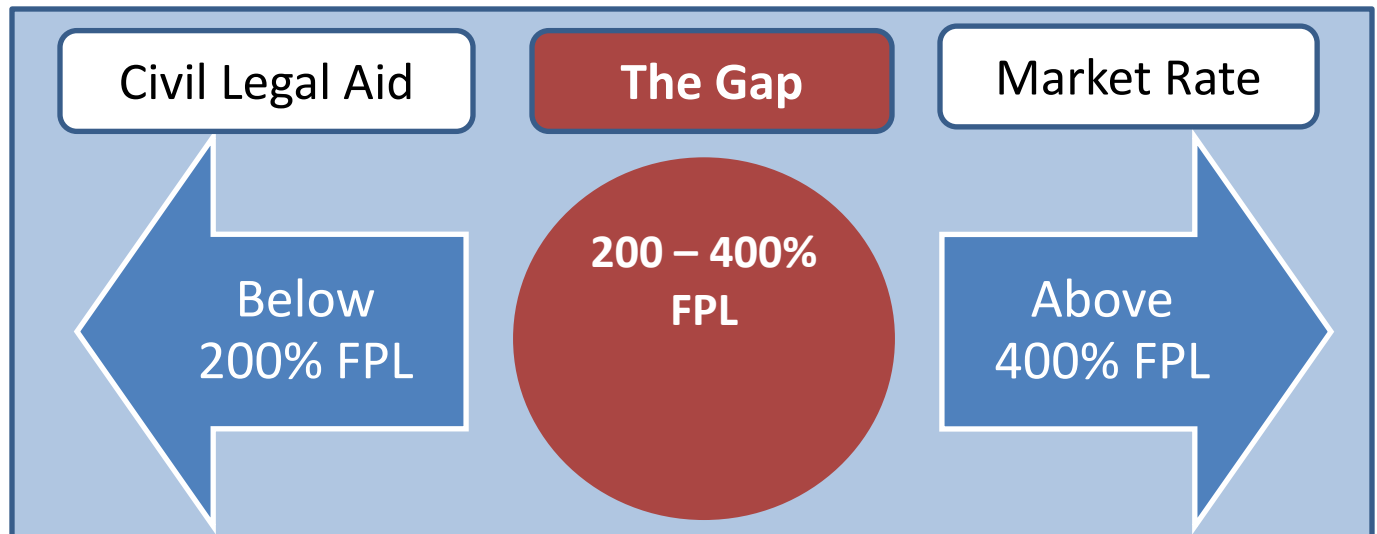 Civil Legal Aid
The Gap
Market Rate
Below
200% FPL
200 – 400%
FPL
Above
400% FPL